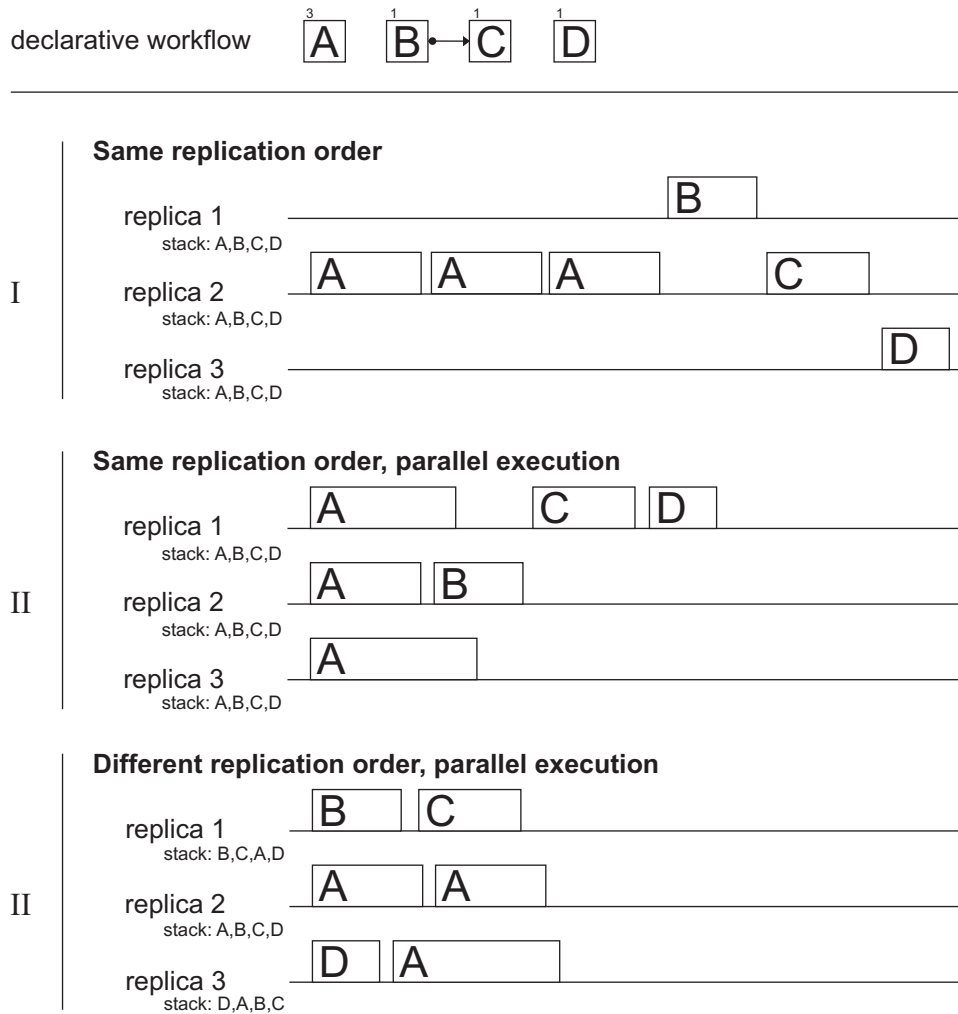 3 1 1 1
declarative workflow A B C D
Same replication order
B
replica 1
stack: A,B,C,D
A A A C
I replica 2
stack: A,B,C,D
D
replica 3
stack: A,B,C,D
Same replication order, parallel execution
A C D
replica 1
stack: A,B,C,D
A B
II replica 2
stack: A,B,C,D
A
replica 3
stack: A,B,C,D
Different replication order, parallel execution
B C
replica 1
stack: B,C,A,D
A A
II replica 2
stack: A,B,C,D
D A
replica 3
stack: D,A,B,C